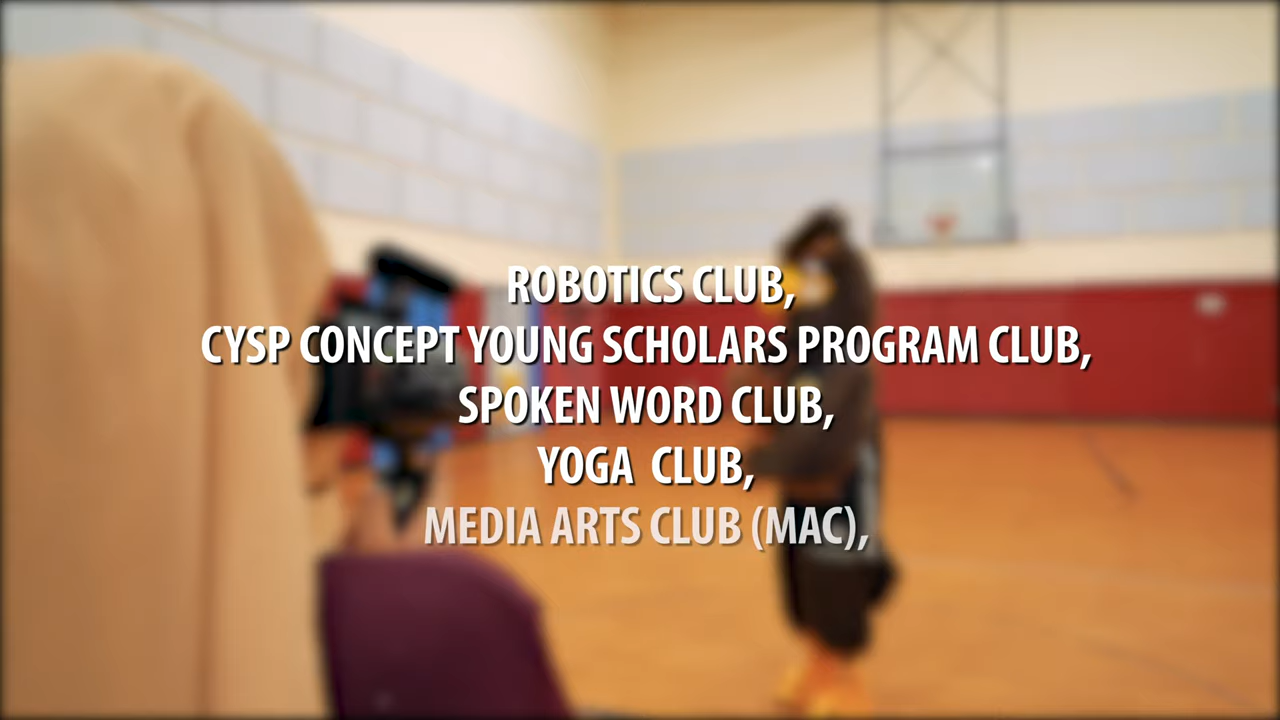 ROBOTICS CLUB,
CYSP CONCEPT YOUNG SCHOLARS PROGRAM CLUB,
SPOKEN WORD CLUB,
YOGA CLUB,
MEDIA ARTS CLUB (MAC),